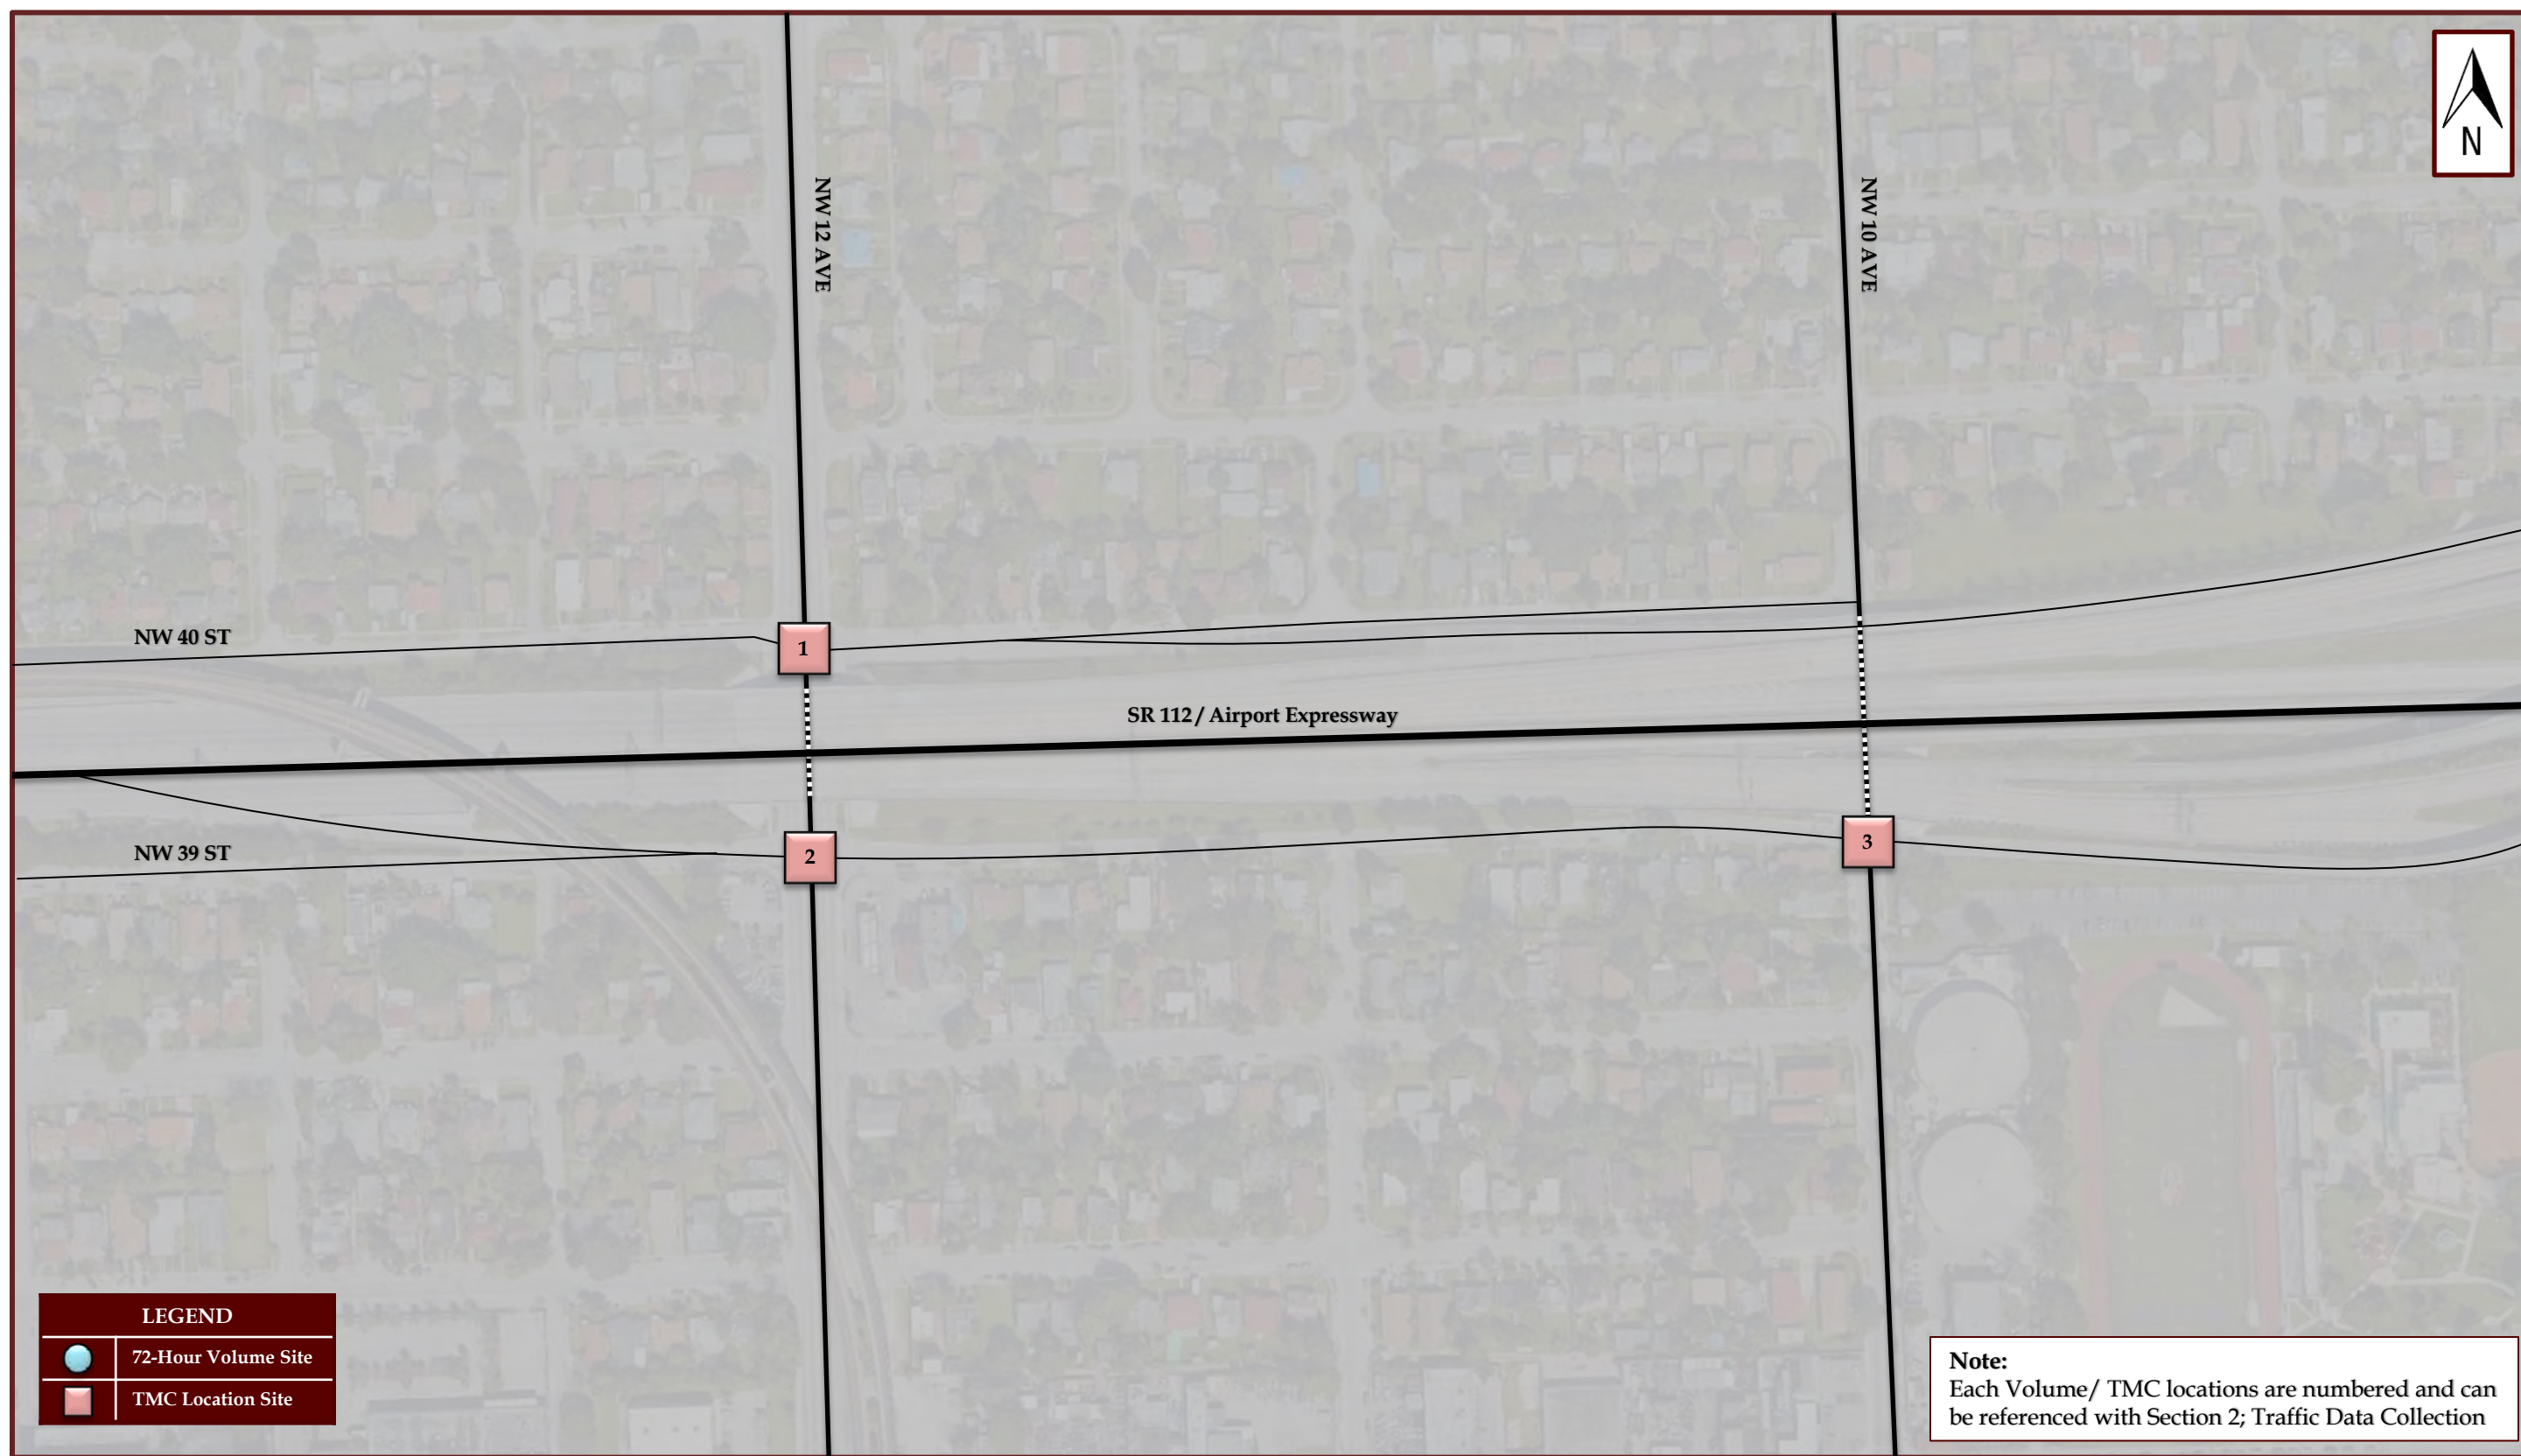 N
NW 12 AVE
NW 10 AVE
NW 40 ST
1
SR 112 / Airport Expressway
NW 39 ST
2
3
LEGEND
72-Hour Volume Site
TMC Location Site
Note:
Each Volume/ TMC locations are numbered and can
be referenced with Section 2; Traffic Data Collection